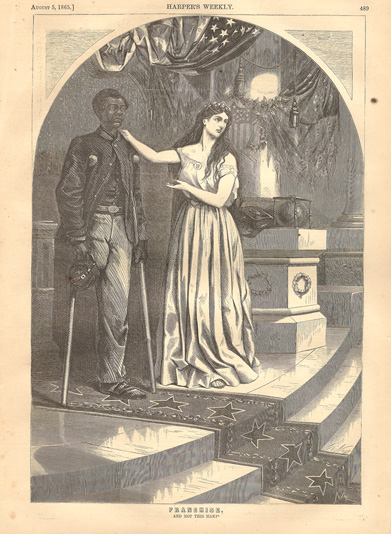 August 5, 1865.]
HARPER'S WEEKLY.
489
FRANCHISE.
AND NOT THIS MAN?"